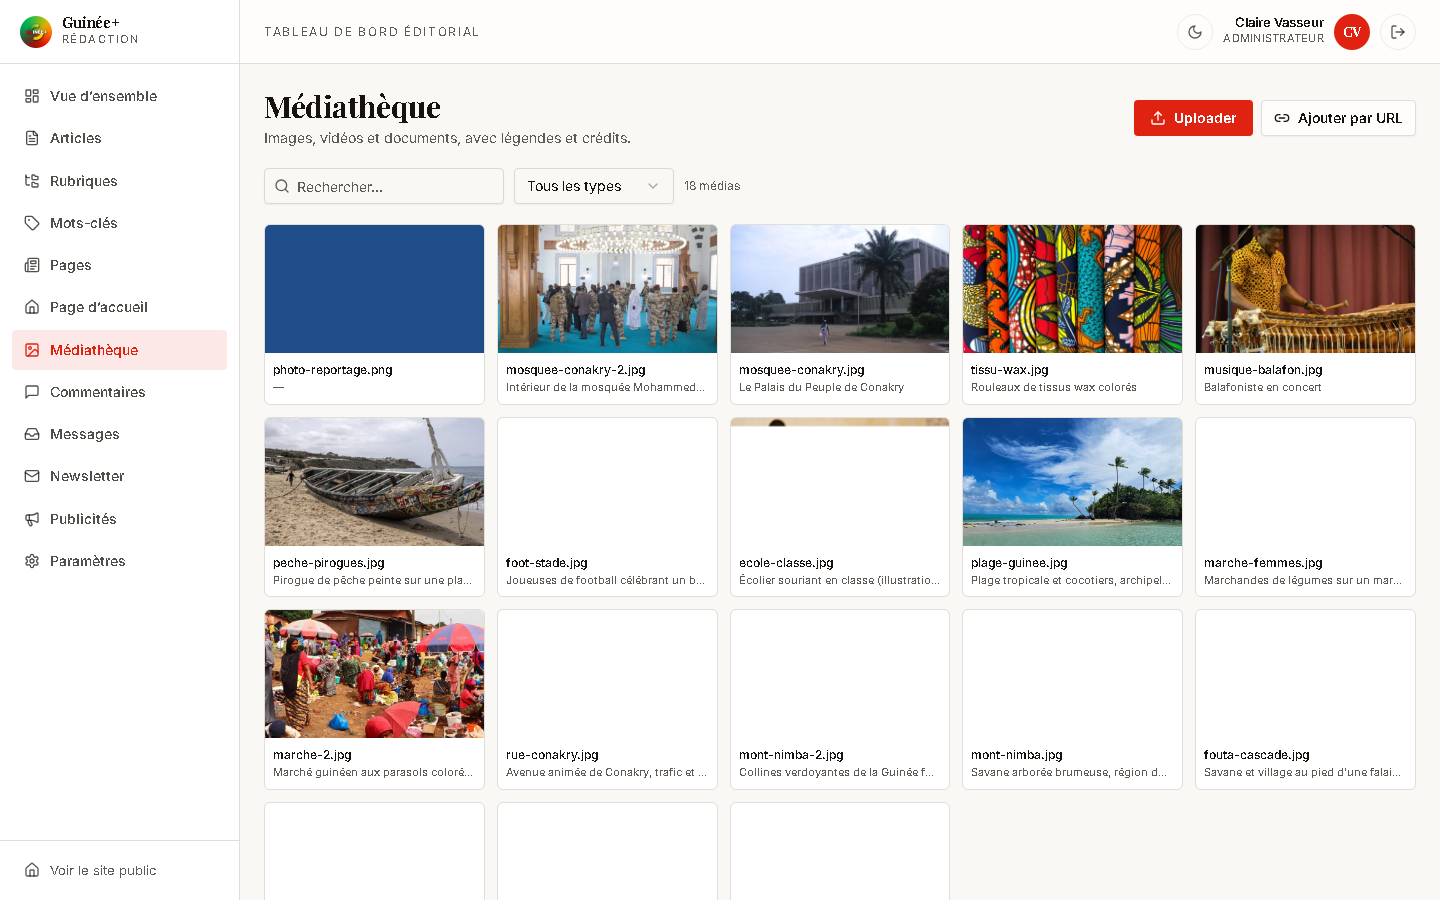 Guinée+
RÉDACTION
TABLEAU DE BORD ÉDITORIAL
Claire Vasseur
ADMINISTRATEUR
CV
Vue d'ensemble
Articles
Rubriques
Mots-clés
Pages
Page d'accueil
Médiathèque
Commentaires
Messages
Newsletter
Publicités
Paramètres
Voir le site public
Médiathèque
Images, vidéos et documents, avec légendes et crédits.
Uploader
Ajouter par URL
Rechercher...
Tous les types
18 médias
photo-reportage.png
—
mosquee-conakry-2.jpg
Intérieur de la mosquée Mohammed...
mosquee-conakry.jpg
Le Palais du Peuple de Conakry
tissu-wax.jpg
Rouleaux de tissus wax colorés
musique-balafon.jpg
Balafoniste en concert
peche-pirogues.jpg
Pirogue de pêche peinte sur une pla...
foot-stade.jpg
Joueuses de football célébrant un b...
ecole-classe.jpg
Écolier souriant en classe (illustratio...
plage-guinee.jpg
Plage tropicale et cocotiers, archipel...
marche-femmes.jpg
Marchandes de légumes sur un mar...
marche-2.jpg
Marché guinéen aux parasols coloré...
rue-conakry.jpg
Avenue animée de Conakry, trafic et ...
mont-nimba-2.jpg
Collines verdoyantes de la Guinée f...
mont-nimba.jpg
Savane arborée brumeuse, région d...
fouta-cascade.jpg
Savane et village au pied d'une falai...